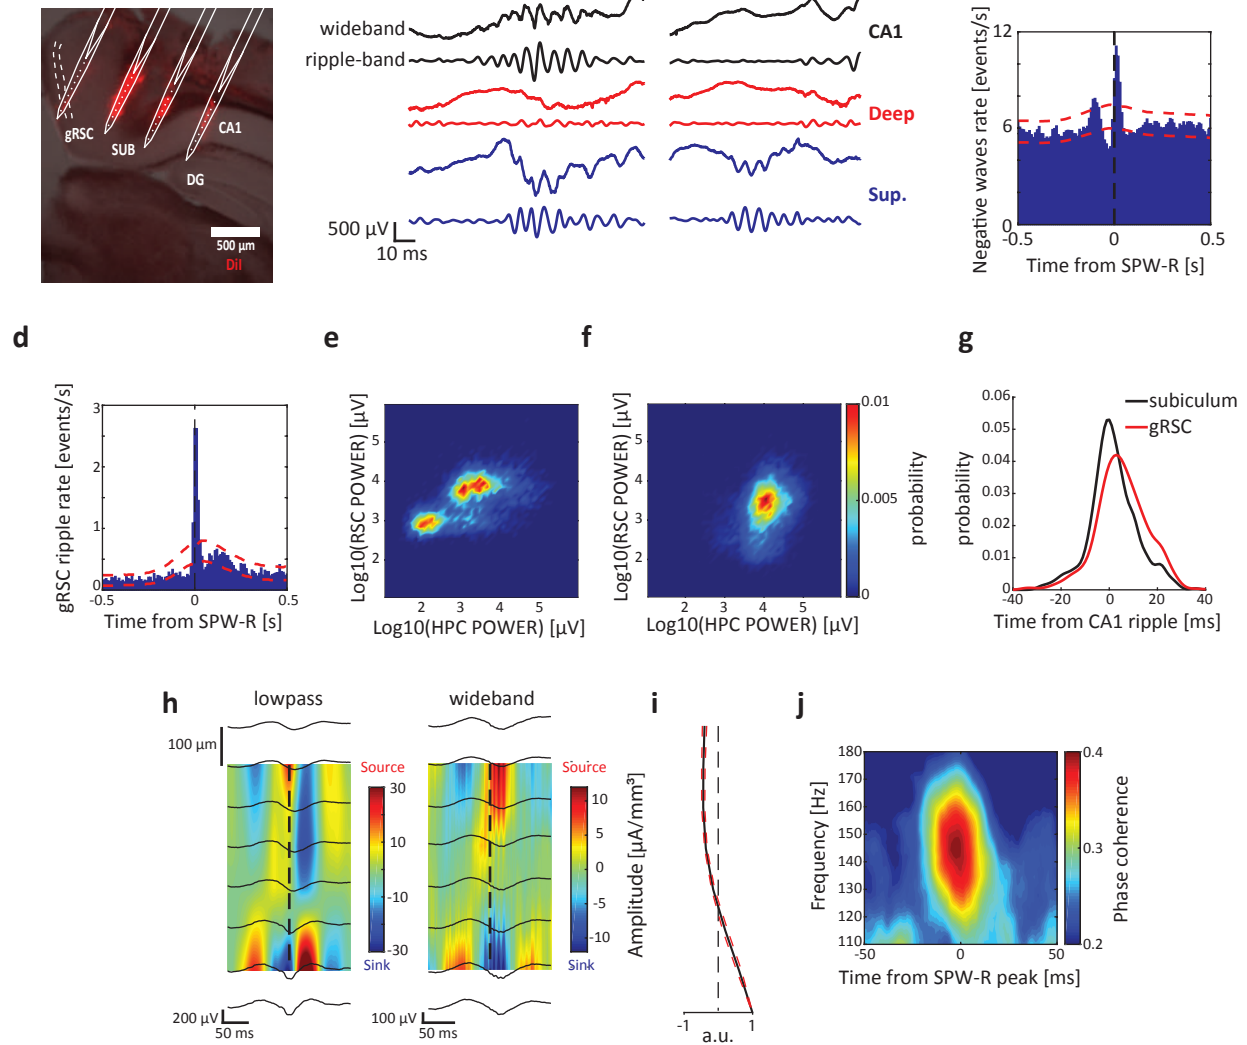 gRSC
SUB
CA1
DG
500 µm
DiI
wideband
ripple-band
CA1
Deep
Sup.
500 µV
10 ms
Negative waves rate [events/s]
12
9
6
3
0
-0.5
0
0.5
Time from SPW-R [s]
d
gRSC ripple rate [events/s]
3
2
1
0
-0.5
0
0.5
Time from SPW-R [s]
e
Log10(RSC POWER) [µV]
5
4
3
2
2
3
4
5
Log10(HPC POWER) [µV]
f
Log10(RSC POWER) [µV]
5
4
3
2
2
3
4
5
Log10(HPC POWER) [µV]
0.01
0.005
0
probability
g
probability
0.06
0.05
0.04
0.03
0.02
0.01
0
subiculum
gRSC
-40
-20
0
20
40
Time from CA1 ripple [ms]
h
lowpass
wideband
100 µm
Source
30
10
-10
-30
Sink
Source
10
5
0
-5
-10
Sink
Amplitude [µA/mm³]
200 µV
50 ms
100 µV
50 ms
i
-1
1
a.u.
j
Frequency [Hz]
180
170
160
150
140
130
120
110
-50
0
50
Time from SPW-R peak [ms]
0.4
0.3
0.2
Phase coherence